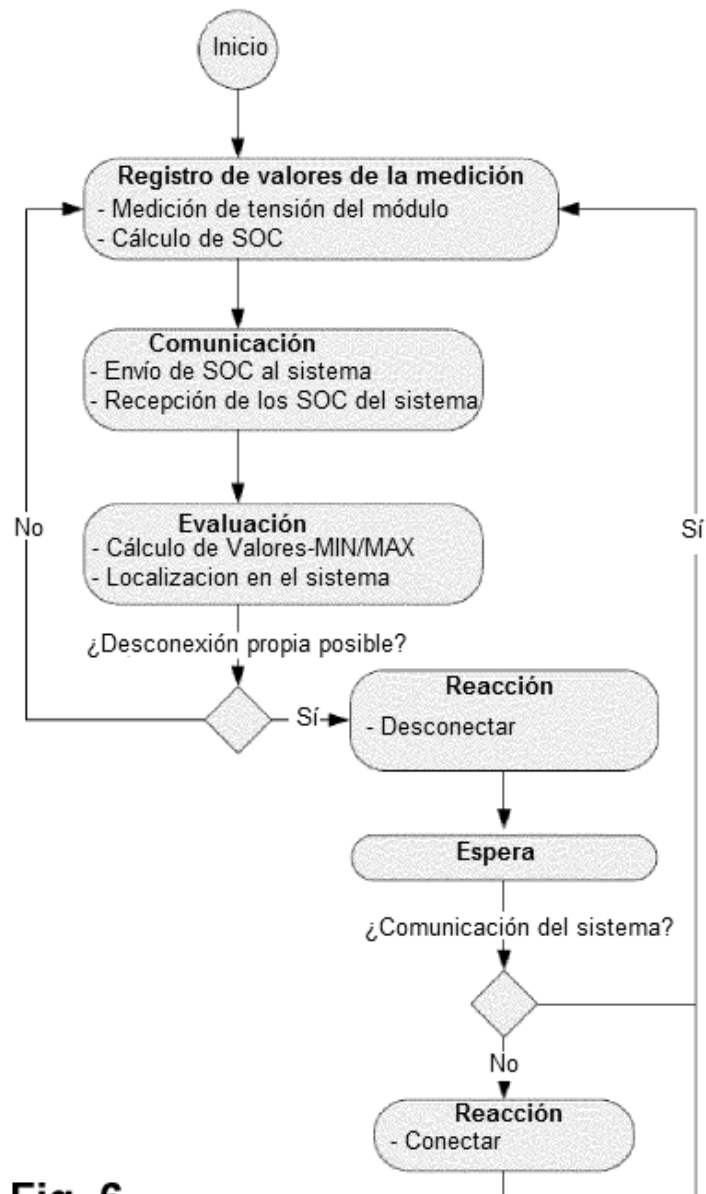 Inicio
Registro de valores de la medición
- Medición de tensión del módulo
- Cálculo de SOC
Comunicación
- Envío de SOC al sistema
- Recepción de los SOC del sistema
No
Sí
Evaluación
- Cálculo de Valores-MIN/MAX
- Localizacion en el sistema
¿Desconexión propia posible?
Sí
Reacción
- Desconectar
Espera
¿Comunicación del sistema?
No
Reacción
- Conectar
Fig. 6